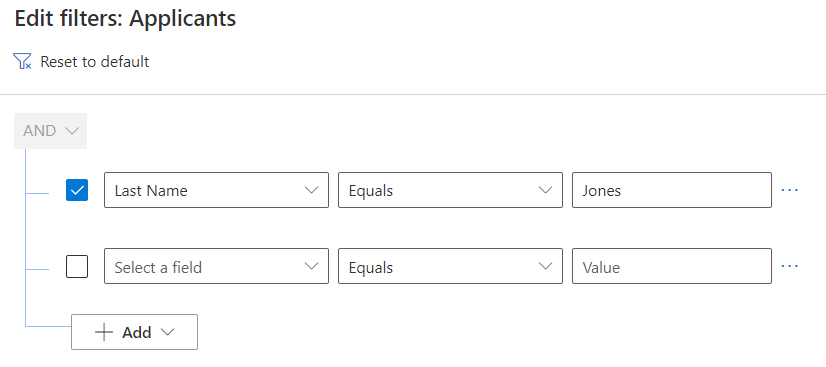 Edit filters: Applicants
Reset to default
AND
Last Name Equals Jones
Select a field Equals Value
Add